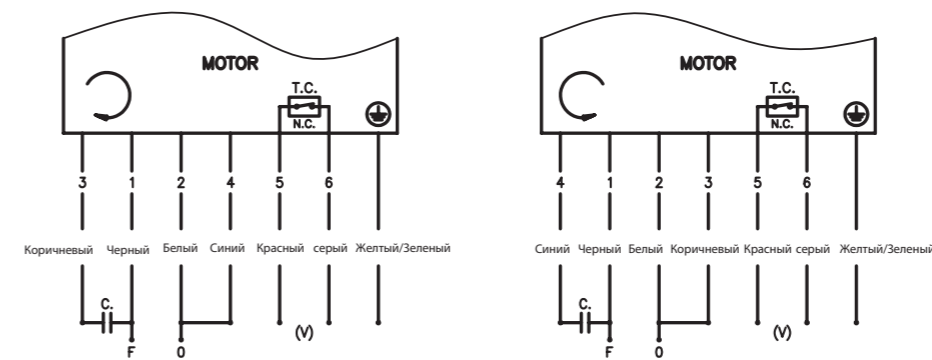 MOTOR MOTOR
T.C. T.C.
N.C. N.C.
3 1 2 4 5 6 4 1 2 3 5 6
Коричневый Черный Белый Синий Красный серый Желтый/Зеленый Синий Черный Белый Коричневый Красный серый Желтый/Зеленый
C. C.
(V) (V)
F 0 F 0